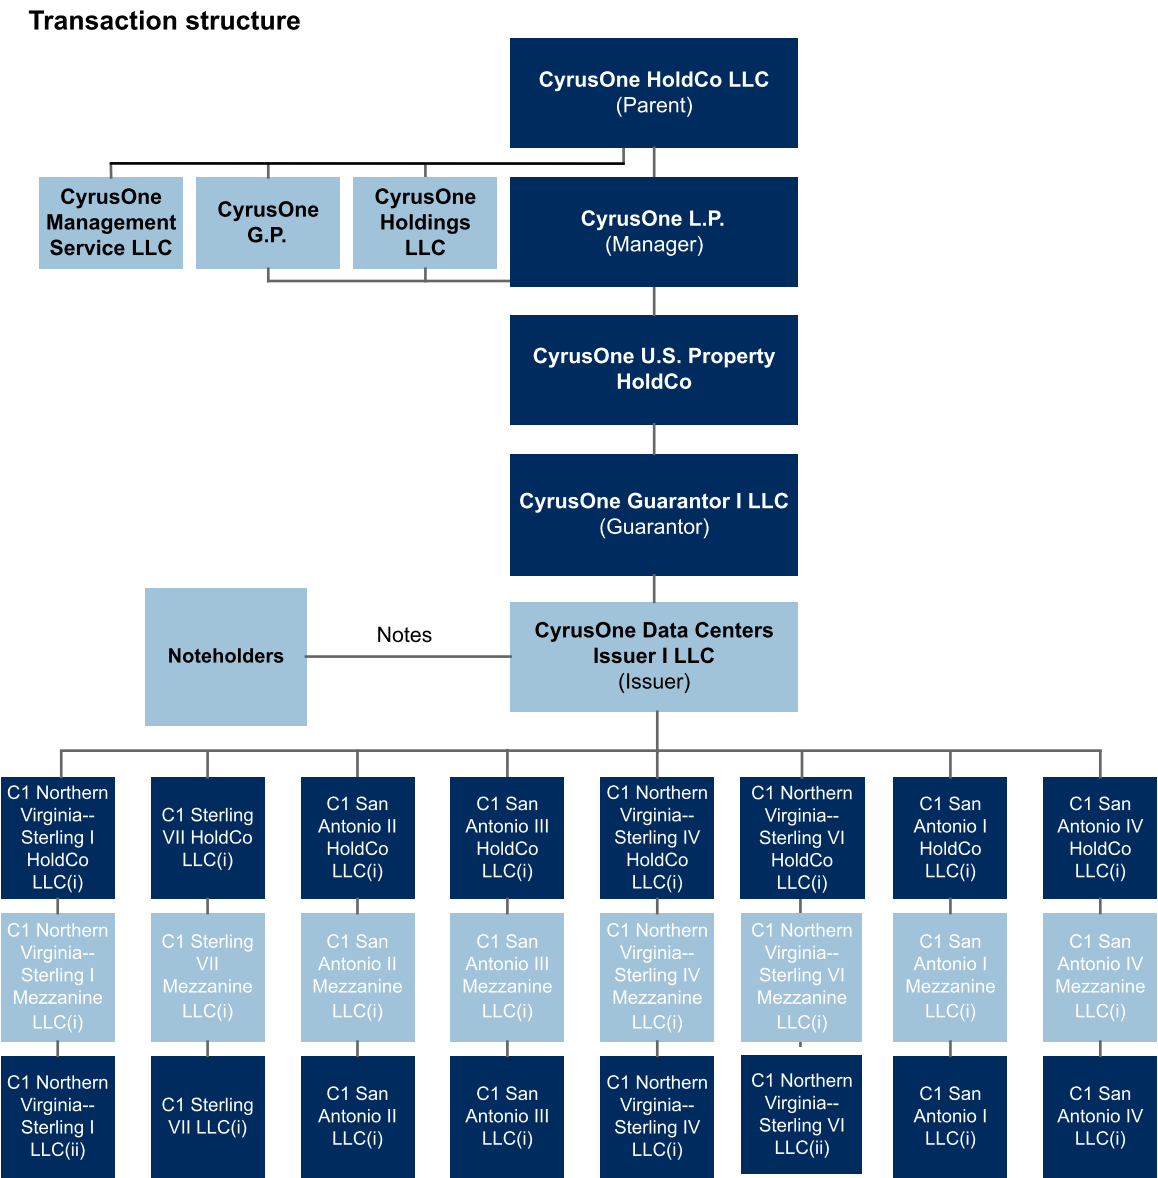 Transaction structure
CyrusOne HoldCo LLC
(Parent)
CyrusOne
Management
Service LLC
CyrusOne
G.P.
CyrusOne
Holdings
LLC
CyrusOne L.P.
(Manager)
CyrusOne U.S. Property
HoldCo
CyrusOne Guarantor I LLC
(Guarantor)
Noteholders
Notes
CyrusOne Data Centers
Issuer I LLC
(Issuer)
C1 Northern
Virginia--
Sterling I
HoldCo
LLC(i)
C1 Sterling
VII HoldCo
LLC(i)
C1 San
Antonio II
HoldCo
LLC(i)
C1 San
Antonio III
HoldCo
LLC(i)
C1 Northern
Virginia--
Sterling IV
HoldCo
LLC(i)
C1 Northern
Virginia--
Sterling VI
HoldCo
LLC(i)
C1 San
Antonio I
HoldCo
LLC(i)
C1 San
Antonio IV
HoldCo
LLC(i)
C1 Northern
Virginia--
Sterling I
Mezzanine
LLC(i)
C1 Sterling
VII
Mezzanine
LLC(i)
C1 San
Antonio II
Mezzanine
LLC(i)
C1 San
Antonio III
Mezzanine
LLC(i)
C1 Northern
Virginia--
Sterling IV
Mezzanine
LLC(i)
C1 Northern
Virginia--
Sterling VI
Mezzanine
LLC(i)
C1 San
Antonio I
Mezzanine
LLC(i)
C1 San
Antonio IV
Mezzanine
LLC(i)
C1 Northern
Virginia--
Sterling I
LLC(ii)
C1 Sterling
VII LLC(i)
C1 San
Antonio II
LLC(i)
C1 San
Antonio III
LLC(i)
C1 Northern
Virginia--
Sterling IV
LLC(i)
C1 Northern
Virginia--
Sterling VI
LLC(ii)
C1 San
Antonio I
LLC(i)
C1 San
Antonio IV
LLC(i)